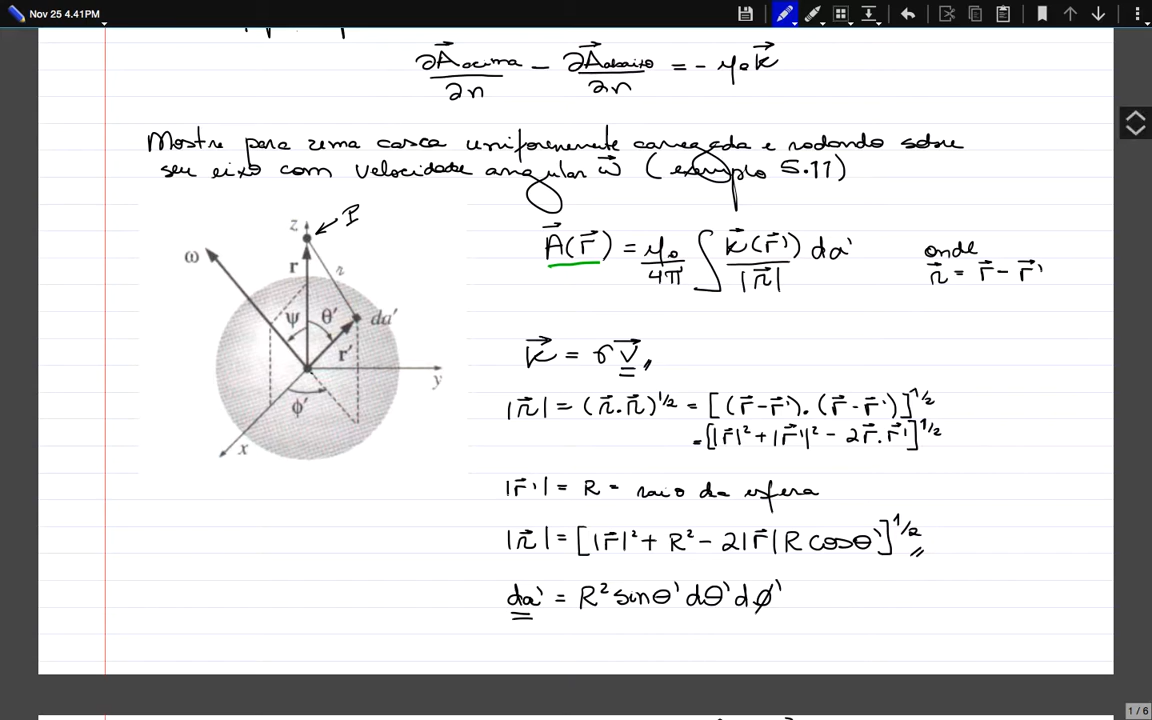 Nov 25 4.41PM
∂A⃗acima/∂n − ∂A⃗abaixo/∂n = − μ₀K⃗
Mostre para uma casca uniformemente carregada e rodando sobre
seu eixo com velocidade angular ω⃗ (exemplo 5.11)
z P
ω r 𝓇
A⃗(r⃗) = μ₀/4π ∫ K⃗(r⃗')/|𝓇⃗| da' onde
𝓇⃗ = r⃗ − r⃗'
ψ θ' da'
r'
y
φ'
x
K⃗ = σv⃗,
|𝓇⃗| = (𝓇⃗.𝓇⃗)^1/2 = [(r⃗−r⃗').(r⃗−r⃗')]^1/2
= [|r⃗|² + |r⃗'|² − 2r⃗.r⃗']^1/2
|r⃗'| = R = raio da esfera
|𝓇⃗| = [|r⃗|² + R² − 2|r⃗|R cosθ']^1/2
da' = R² sinθ' dθ' dφ'
1 / 6